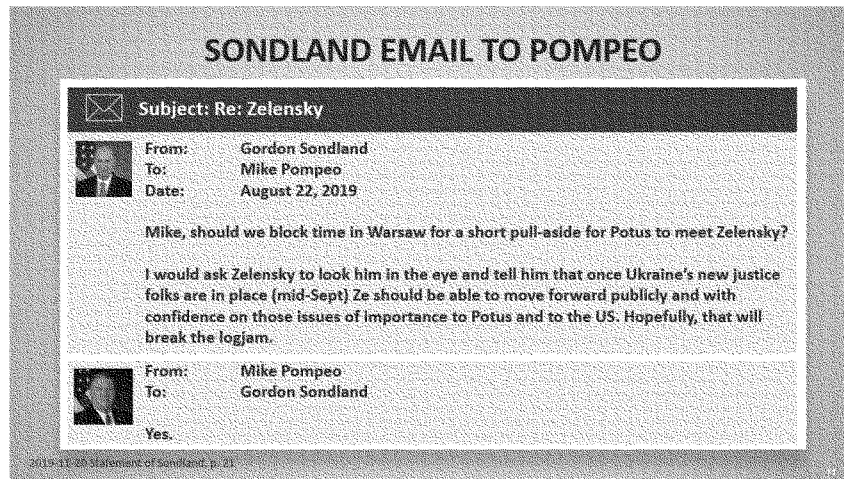 SONDLAND EMAIL TO POMPEO
Subject: Re: Zelensky
From: Gordon Sondland
To: Mike Pompeo
Date: August 22, 2019
Mike, should we block time in Warsaw for a short pull-aside for Potus to meet Zelensky?
I would ask Zelensky to look him in the eye and tell him that once Ukraine's new justice
folks are in place (mid-Sept) Ze should be able to move forward publicly and with
confidence on those issues of importance to Potus and to the US. Hopefully, that will
break the logjam.
From: Mike Pompeo
To: Gordon Sondland
Yes.
2019-11-20 Statement of Sondland, p. 21